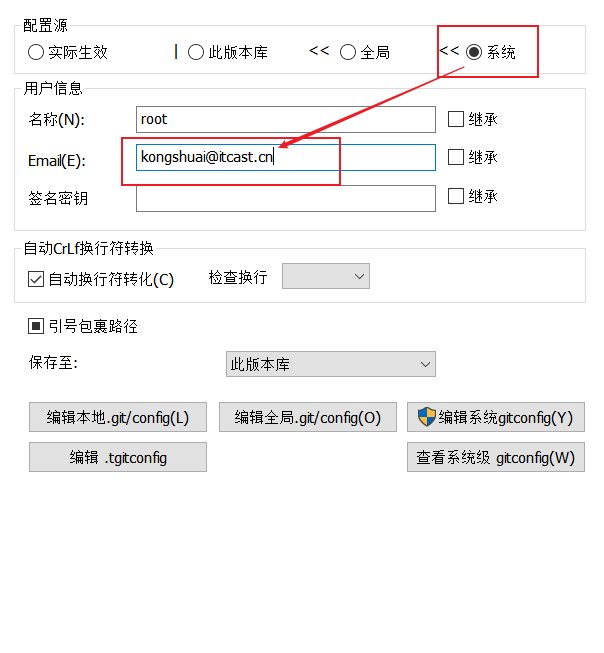 配置源
实际生效 | 此版本库 << 全局 << 系统
用户信息
名称(N): root 继承
Email(E): kongshuai@itcast.cn 继承
签名密钥 继承
自动CrLf换行符转换
自动换行符转化(C) 检查换行
引号包裹路径
保存至: 此版本库
编辑本地.git/config(L) 编辑全局.git/config(O) 编辑系统gitconfig(Y)
编辑 .tgitconfig 查看系统级 gitconfig(W)